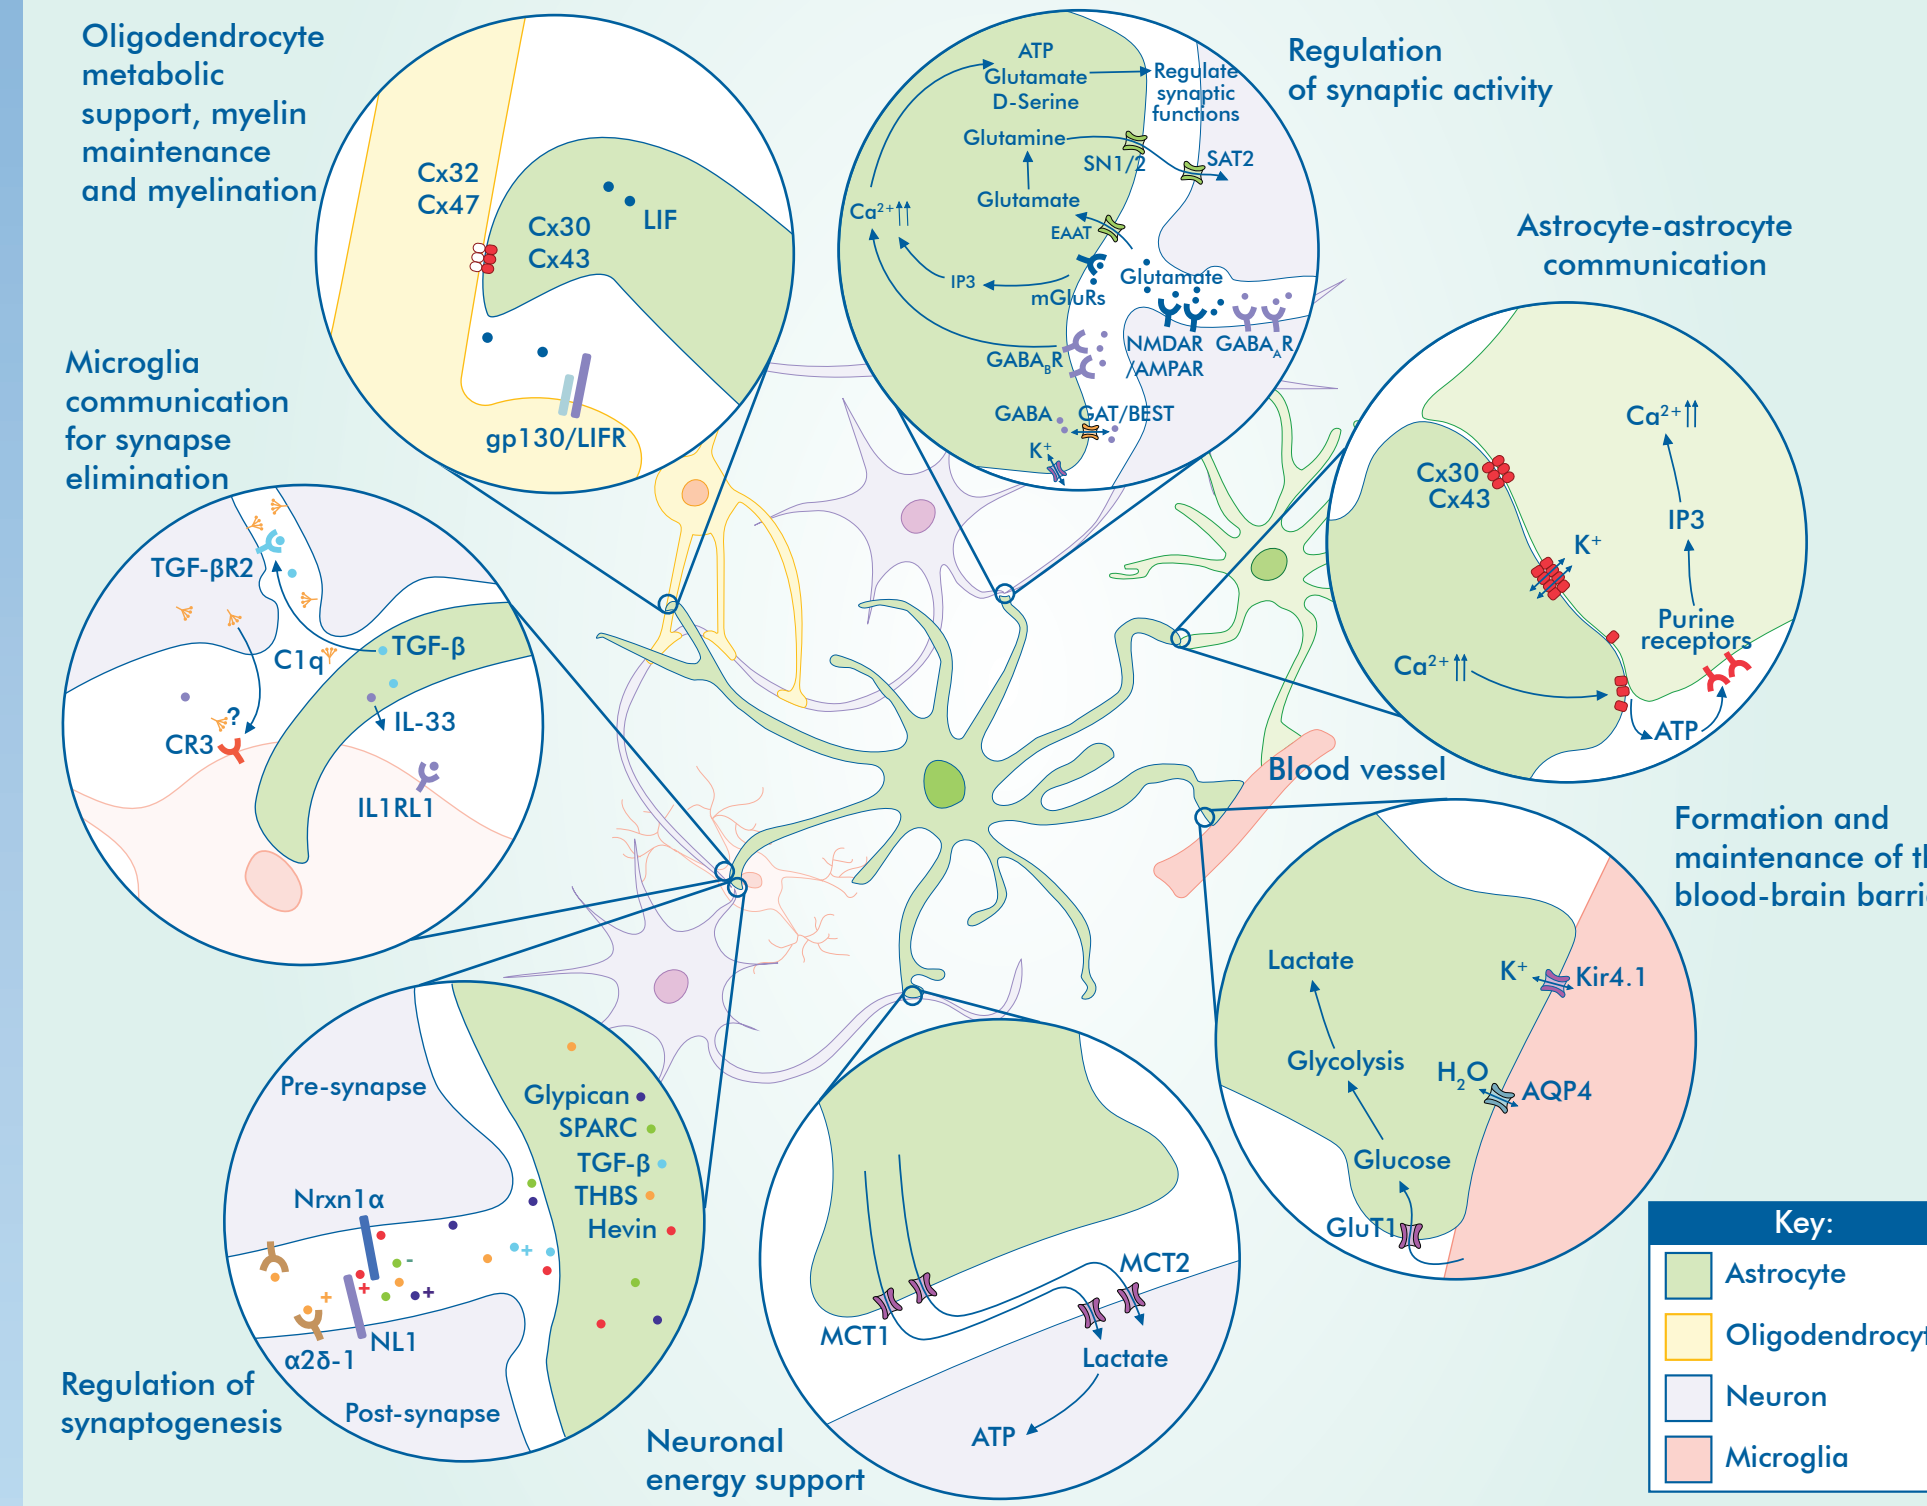 Oligodendrocyte
metabolic
support, myelin
maintenance
and myelination
Cx32
Cx47
Cx30
Cx43
LIF
gp130/LIFR
Regulation
of synaptic activity
ATP
Glutamate
D-Serine
Regulate
synaptic
functions
Glutamine
SN1/2
SAT2
Glutamate
Ca²⁺⇈
EAAT
IP3
mGluRs
Glutamate
GABA_BR
NMDAR
/AMPAR
GABA_AR
GABA
GAT/BEST
K⁺
Astrocyte-astrocyte
communication
Ca²⁺⇈
Cx30
Cx43
IP3
K⁺
Purine
receptors
Ca²⁺⇈
ATP
Microglia
communication
for synapse
elimination
TGF-βR2
C1q
TGF-β
?
IL-33
CR3
IL1RL1
Blood vessel
Formation and
maintenance of
blood-brain
Lactate
K⁺
Kir4.1
Glycolysis
H₂O
AQP4
Glucose
GluT1
Pre-synapse
Glypican
SPARC
TGF-β
THBS
Hevin
Nrxn1α
-
+
+
+
+
NL1
α2δ-1
Post-synapse
Regulation of
synaptogenesis
MCT2
MCT1
Lactate
ATP
Neuronal
energy support
Key:
Astrocyte
Neuron
Microglia